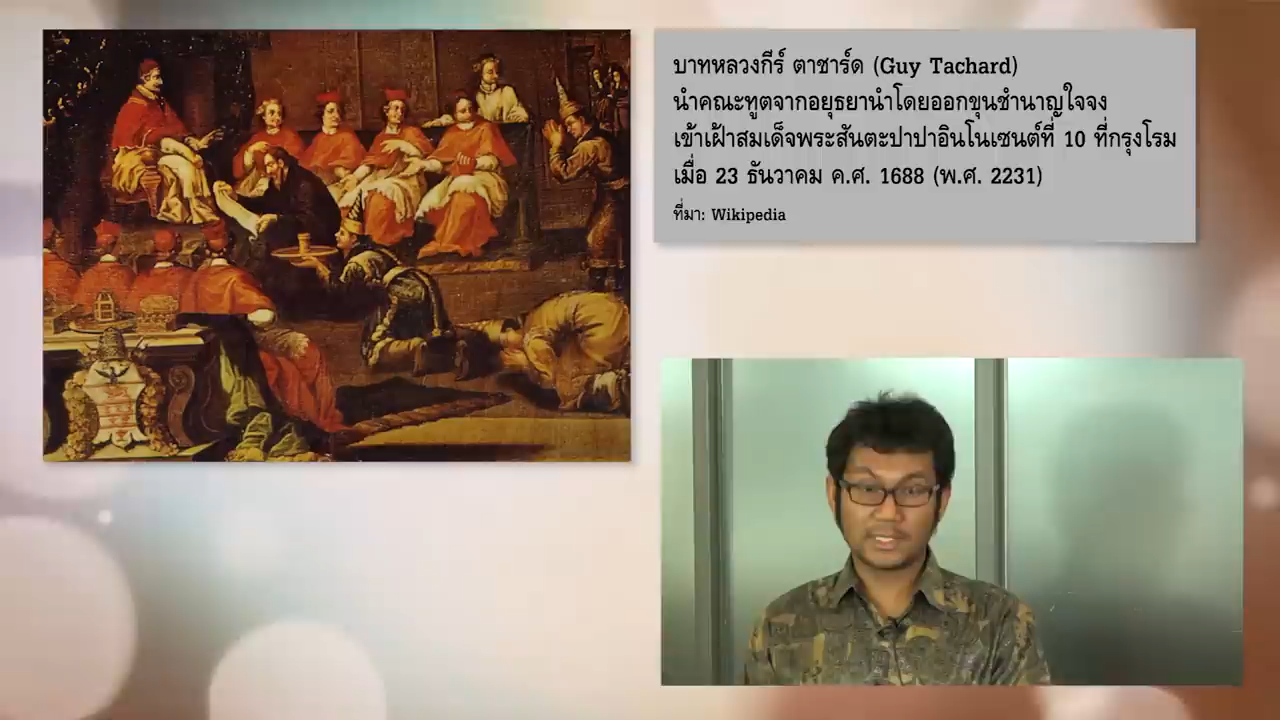 บาทหลวงกีร์ ตาชาร์ด (Guy Tachard)
นำคณะทูตจากอยุธยานำโดยออกขุนชำนาญใจจง
เข้าเฝ้าสมเด็จพระสันตะปาปาอินโนเซนต์ที่ 10 ที่กรุงโรม
เมื่อ 23 ธันวาคม ค.ศ. 1688 (พ.ศ. 2231)
ที่มา: Wikipedia